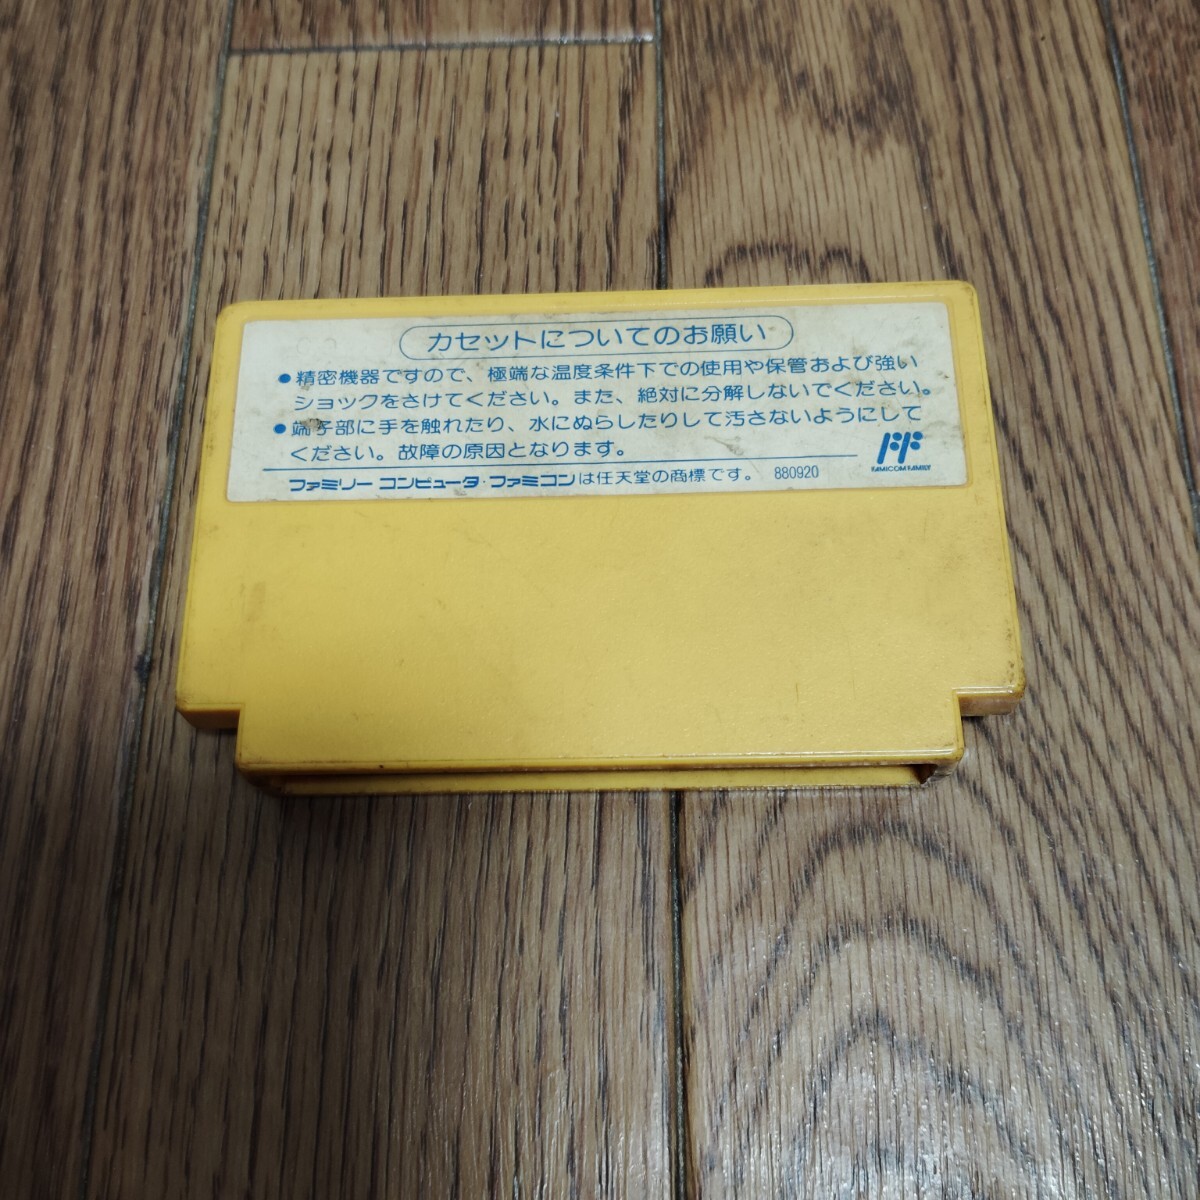 カセットについてのお願い
●精密機器ですので、極端な温度条件下での使用や保管および強い
ショックをさけてください。また、絶対に分解しないでください。
●端子部に手を触れたり、水にぬらしたりして汚さないようにして
ください。故障の原因となります。
FAMICOM FAMILY
ファミリー コンピュータ・ファミコンは任天堂の商標です。 880920